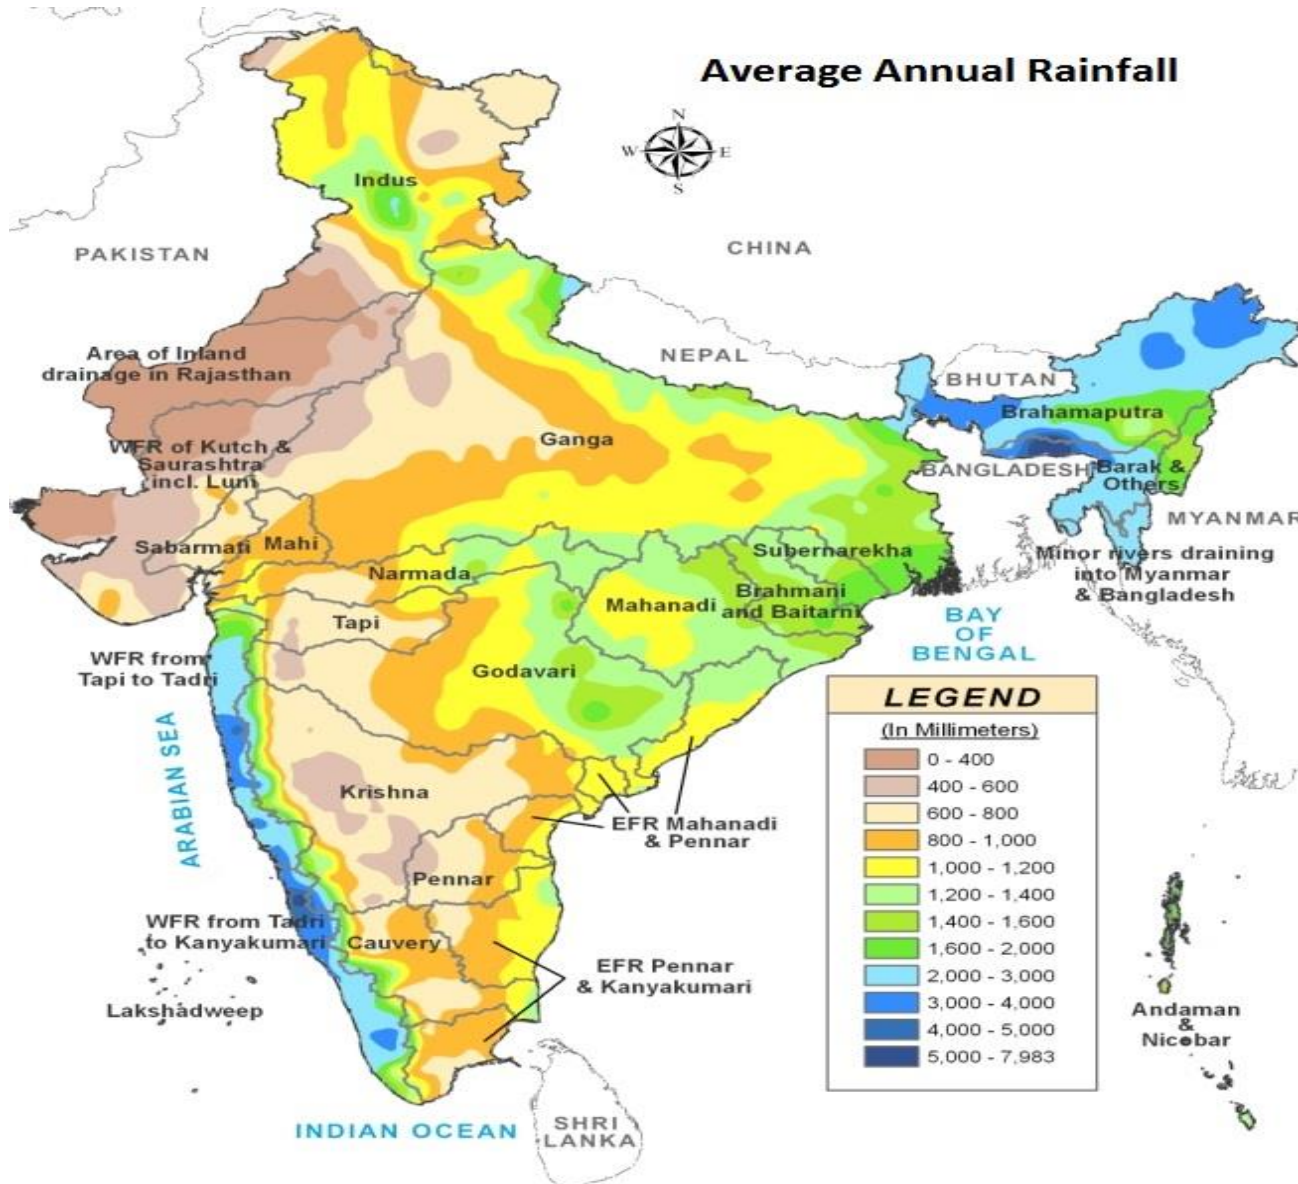 Average Annual Rainfall
N
W
E
S
Indus
PAKISTAN
CHINA
Area of Inland
drainage in Rajasthan
NEPAL
BHUTAN
Brahamaputra
WFR of Kutch &
Saurashtra
incl. Luni
Ganga
BANGLADESH
Barak &
Others
MYANMAR
Sabarmati
Mahi
Subernarekha
Minor rivers draining
into Myanmar
& Bangladesh
Narmada
Brahmani
and Baitarni
Mahanadi
Tapi
BAY
OF
BENGAL
WFR from
Tapi to Tadri
Godavari
ARABIAN SEA
Krishna
EFR Mahanadi
& Pennar
Pennar
WFR from Tadri
to Kanyakumari
Cauvery
EFR Pennar
& Kanyakumari
Lakshadweep
Andaman
&
Nicobar
INDIAN OCEAN
SHRI
LANKA
LEGEND
(In Millimeters)
0 - 400
400 - 600
600 - 800
800 - 1,000
1,000 - 1,200
1,200 - 1,400
1,400 - 1,600
1,600 - 2,000
2,000 - 3,000
3,000 - 4,000
4,000 - 5,000
5,000 - 7,983